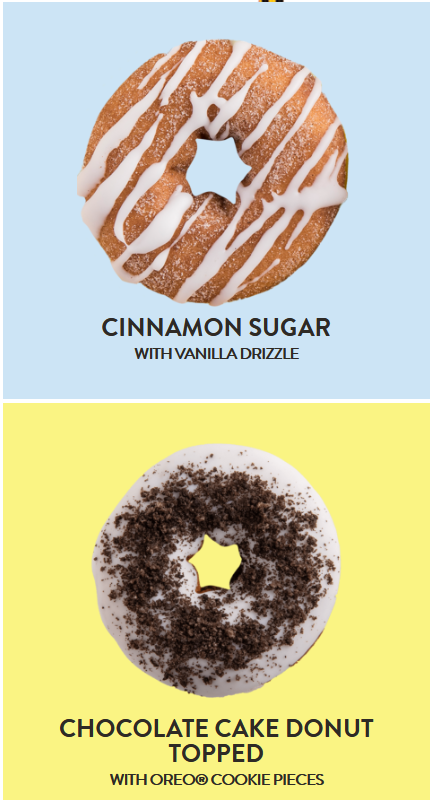 CINNAMON SUGAR
WITH VANILLA DRIZZLE
CHOCOLATE CAKE DONUT
TOPPED
WITH OREO® COOKIE PIECES